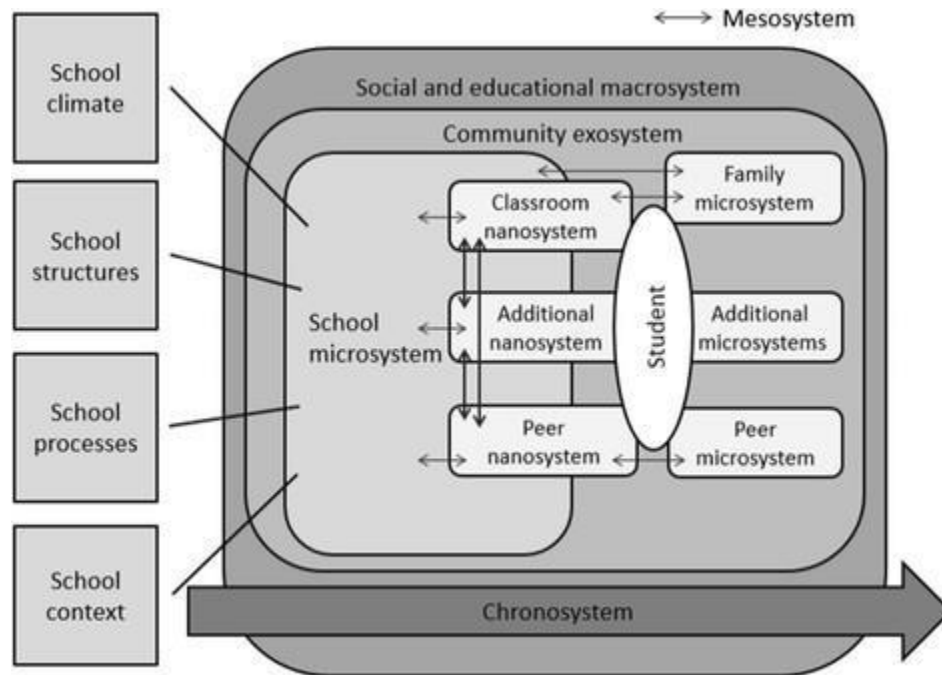 Mesosystem
School
climate
School
structures
School
processes
School
context
Social and educational macrosystem
Community exosystem
School
microsystem
Classroom
nanosystem
Family
microsystem
Additional
nanosystem
Student
Additional
microsystems
Peer
nanosystem
Peer
microsystem
Chronosystem